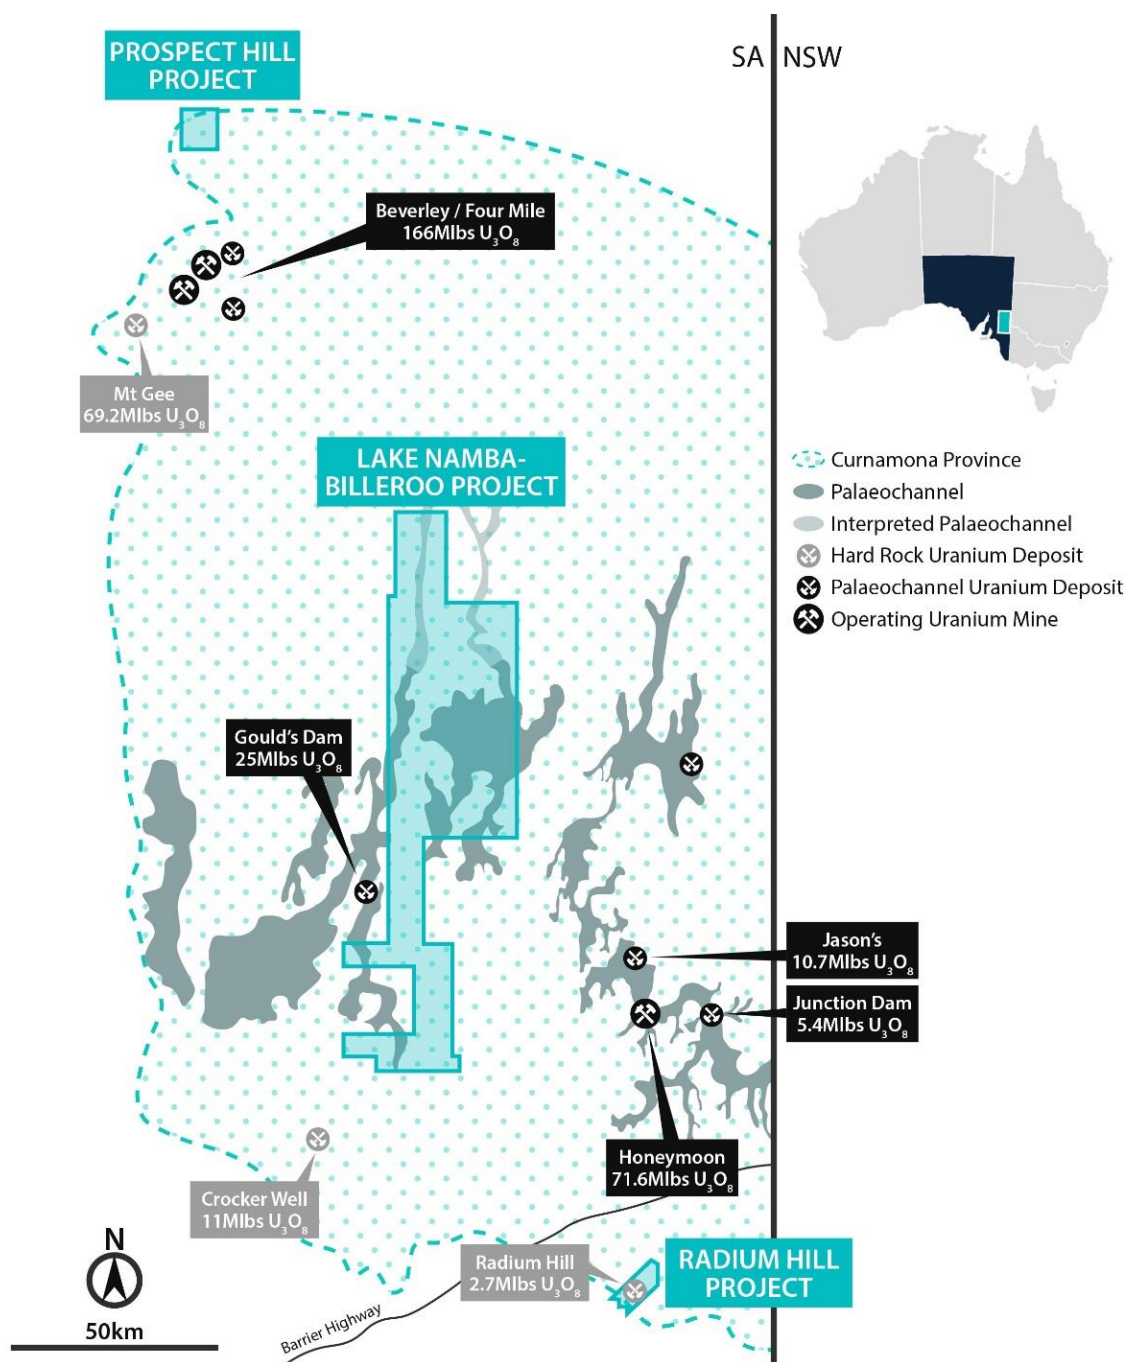 PROSPECT HILL
PROJECT
SA NSW
Beverley / Four Mile
166Mlbs U₃O₈
Mt Gee
69.2Mlbs U₃O₈
LAKE NAMBA-
BILLEROO PROJECT
Curnamona Province
Palaeochannel
Interpreted Palaeochannel
Hard Rock Uranium Deposit
Palaeochannel Uranium Deposit
Operating Uranium Mine
Gould's Dam
25Mlbs U₃O₈
Jason's
10.7Mlbs U₃O₈
Junction Dam
5.4Mlbs U₃O₈
Honeymoon
71.6Mlbs U₃O₈
Crocker Well
11Mlbs U₃O₈
Radium Hill
2.7Mlbs U₃O₈
RADIUM HILL
PROJECT
N
50km
Barrier Highway